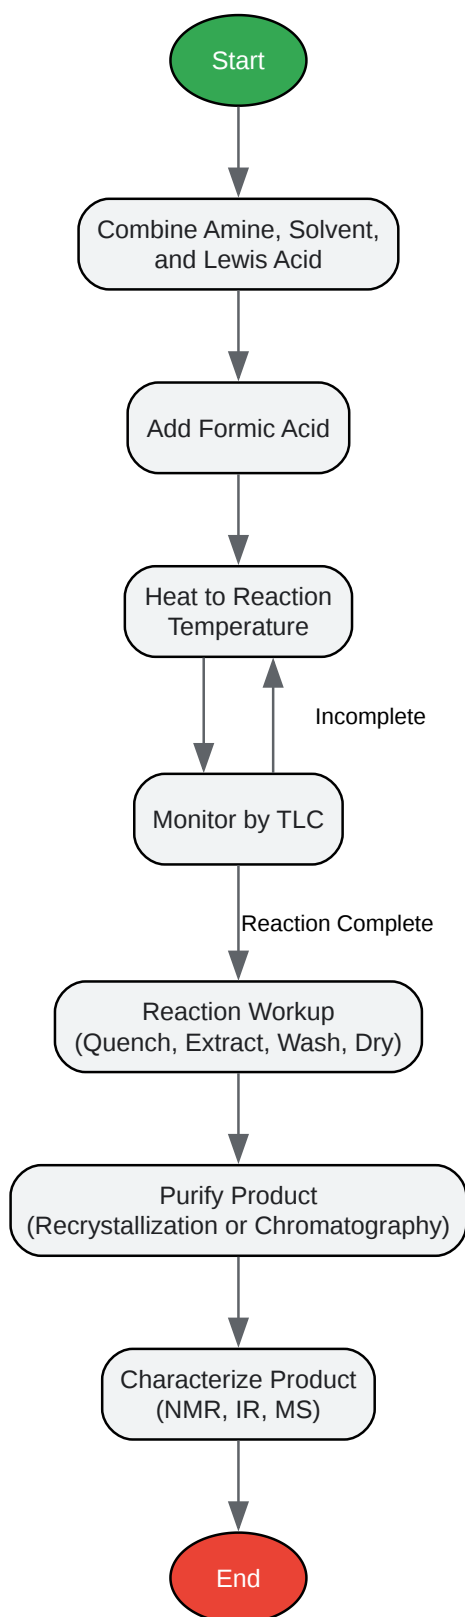 Start
Combine Amine, Solvent,
and Lewis Acid
Add Formic Acid
Heat to Reaction
Temperature
Incomplete
Monitor by TLC
Reaction Complete
Reaction Workup
(Quench, Extract, Wash, Dry)
Purify Product
(Recrystallization or Chromatography)
Characterize Product
(NMR, IR, MS)
End